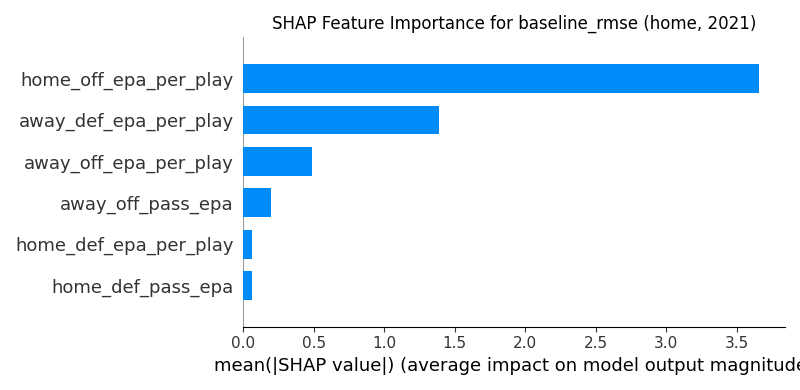 SHAP Feature Importance for baseline_rmse (home, 2021)
home_off_epa_per_play
away_def_epa_per_play
away_off_epa_per_play
away_off_pass_epa
home_def_epa_per_play
home_def_pass_epa
0.0 0.5 1.0 1.5 2.0 2.5 3.0 3.5
mean(|SHAP value|) (average impact on model output magnitude